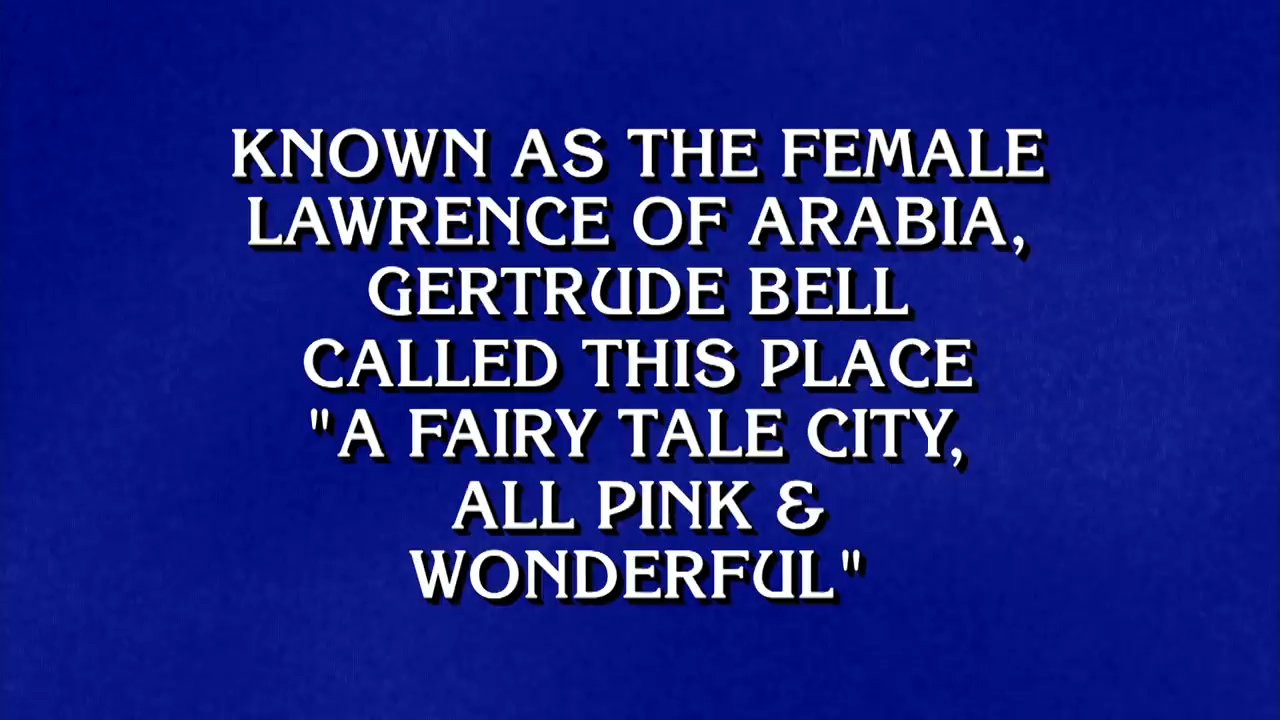 KNOWN AS THE FEMALE
LAWRENCE OF ARABIA,
GERTRUDE BELL
CALLED THIS PLACE
"A FAIRY TALE CITY,
ALL PINK &
WONDERFUL"